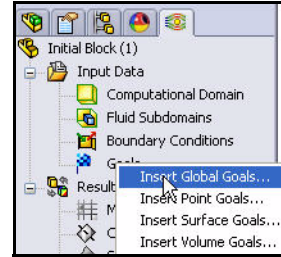 Initial Block (1)
Input Data
Computational Domain
Fluid Subdomains
Boundary Conditions
Goals
Insert Global Goals...
Result
Insert Point Goals...
M
Insert Surface Goals...
Insert Volume Goals...